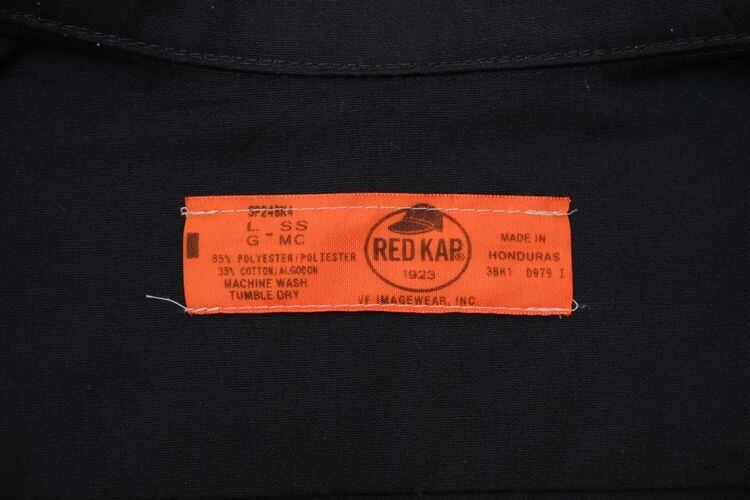 SP24BK4
L - SS
G - MC
65% POLYESTER/POLIESTER
35% COTTON/ALGODON
MACHINE WASH
TUMBLE DRY
RED KAP®
1923
VF IMAGEWEAR, INC.
MADE IN
HONDURAS
3BH1 D979 I